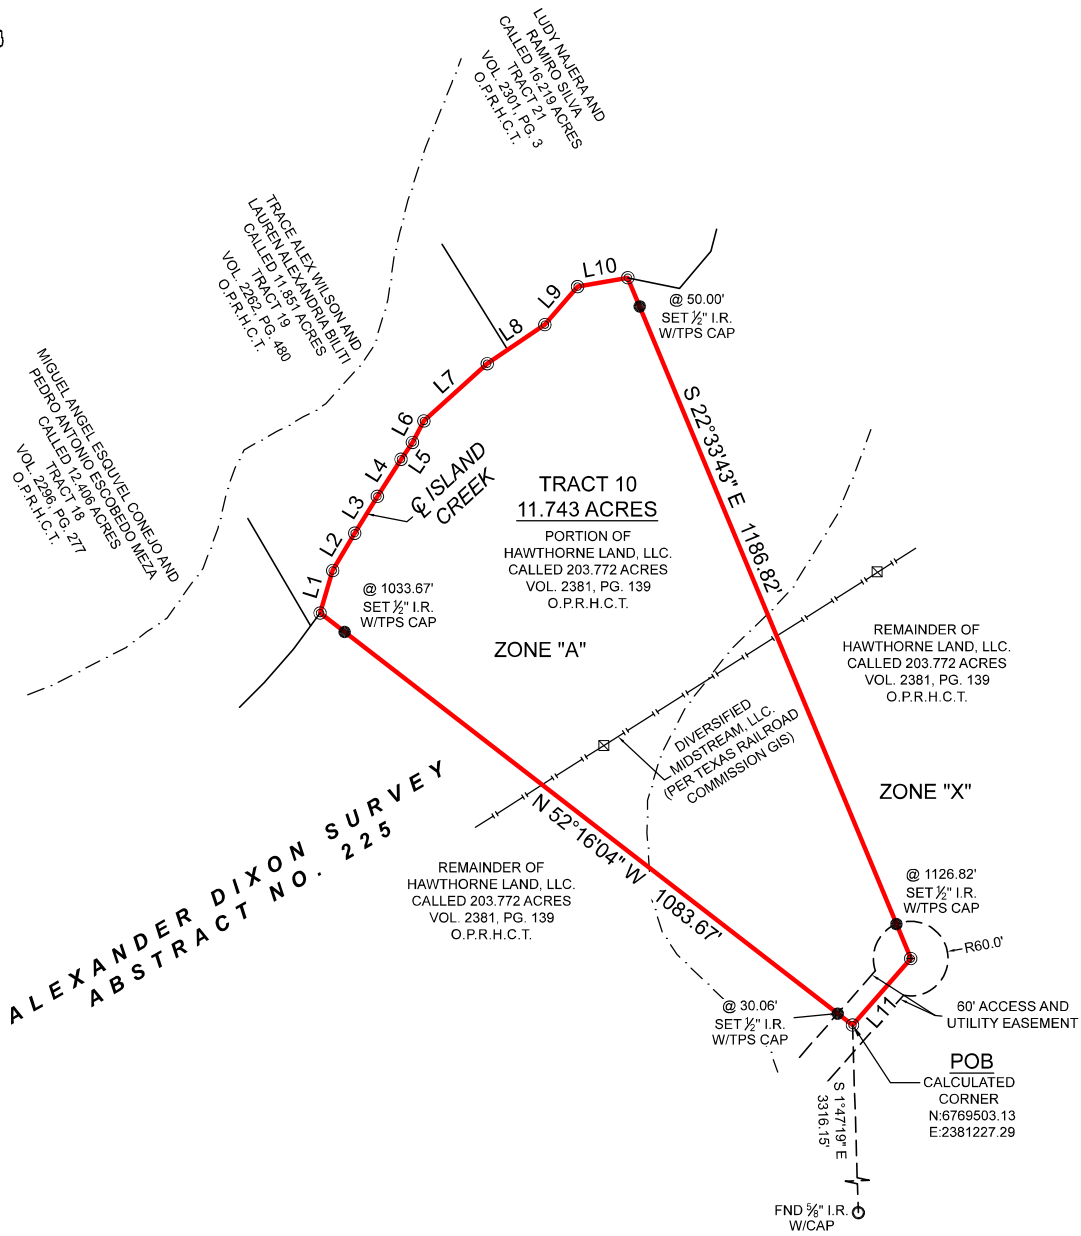 LUDY NAJERA AND
RAMIRO SILVA
CALLED 16.219 ACRES
TRACT 21
VOL. 2301, PG. 3
O.P.R.H.C.T.
TRACE ALEX WILSON AND
LAUREN ALEXANDRIA BILITI
CALLED 11.851 ACRES
TRACT 19
VOL. 2262, PG. 480
O.P.R.H.C.T.
MIGUEL ANGEL ESQUIVEL CONEJO AND
PEDRO ANTONIO ESCOBEDO MEZA
CALLED 12.406 ACRES
TRACT 18
VOL. 2296, PG. 277
O.P.R.H.C.T.
L10
L9
L8
L7
L6
L5
L4
L3
L2
L1
@ 50.00'
SET ½" I.R.
W/TPS CAP
S 22°33'43" E 1186.82'
℄ ISLAND
CREEK
TRACT 10
11.743 ACRES
PORTION OF
HAWTHORNE LAND, LLC.
CALLED 203.772 ACRES
VOL. 2381, PG. 139
O.P.R.H.C.T.
@ 1033.67'
SET ½" I.R.
W/TPS CAP
ZONE "A"
REMAINDER OF
HAWTHORNE LAND, LLC.
CALLED 203.772 ACRES
VOL. 2381, PG. 139
O.P.R.H.C.T.
DIVERSIFIED
MIDSTREAM, LLC.
(PER TEXAS RAILROAD
COMMISSION GIS)
ZONE "X"
ALEXANDER DIXON SURVEY
ABSTRACT NO. 225
N 52°16'04" W 1083.67'
REMAINDER OF
HAWTHORNE LAND, LLC.
CALLED 203.772 ACRES
VOL. 2381, PG. 139
O.P.R.H.C.T.
@ 1126.82'
SET ½" I.R.
W/TPS CAP
R60.0'
@ 30.06'
SET ½" I.R.
W/TPS CAP
L11
60' ACCESS AND
UTILITY EASEMENT
POB
CALCULATED
CORNER
N:6769503.13
E:2381227.29
S 1°47'19" E
3316.15'
FND ⅝" I.R.
W/CAP